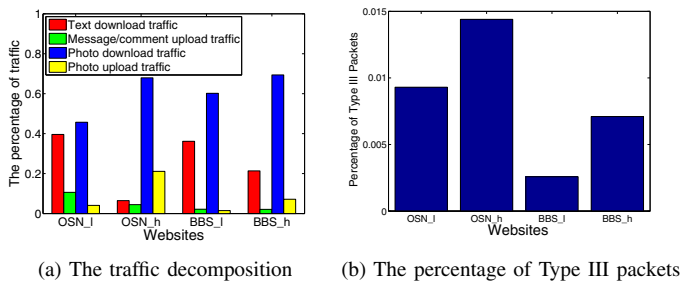 1
0.8
0.6
0.4
0.2
0
The percentage of traffic
Text download traffic
Message/comment upload traffic
Photo download traffic
Photo upload traffic
OSN_l
OSN_h
BBS_l
BBS_h
Websites
(a) The traffic decomposition
0.015
0.01
0.005
0
Percentage of Type III Packets
OSN_l
OSN_h
BBS_l
BBS_h
Websites
(b) The percentage of Type III packets